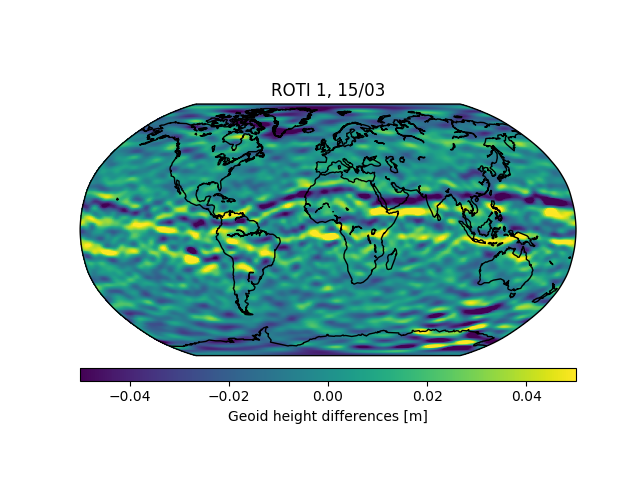 ROTI 1, 15/03
−0.04 −0.02 0.00 0.02 0.04
Geoid height differences [m]